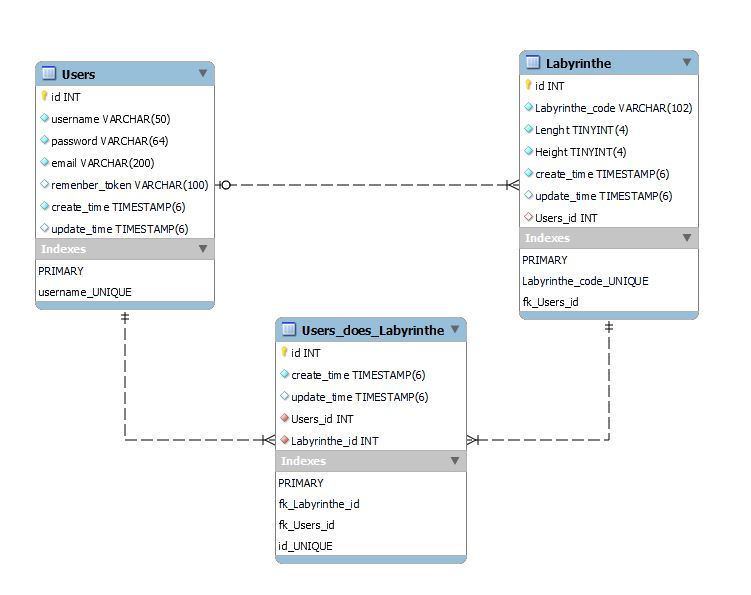 Users
id INT
username VARCHAR(50)
password VARCHAR(64)
email VARCHAR(200)
remenber_token VARCHAR(100)
create_time TIMESTAMP(6)
update_time TIMESTAMP(6)
Indexes
PRIMARY
username_UNIQUE
Labyrinthe
id INT
Labyrinthe_code VARCHAR(102)
Lenght TINYINT(4)
Height TINYINT(4)
create_time TIMESTAMP(6)
update_time TIMESTAMP(6)
Users_id INT
Indexes
PRIMARY
Labyrinthe_code_UNIQUE
fk_Users_id
Users_does_Labyrinthe
id INT
create_time TIMESTAMP(6)
update_time TIMESTAMP(6)
Users_id INT
Labyrinthe_id INT
Indexes
PRIMARY
fk_Labyrinthe_id
fk_Users_id
id_UNIQUE